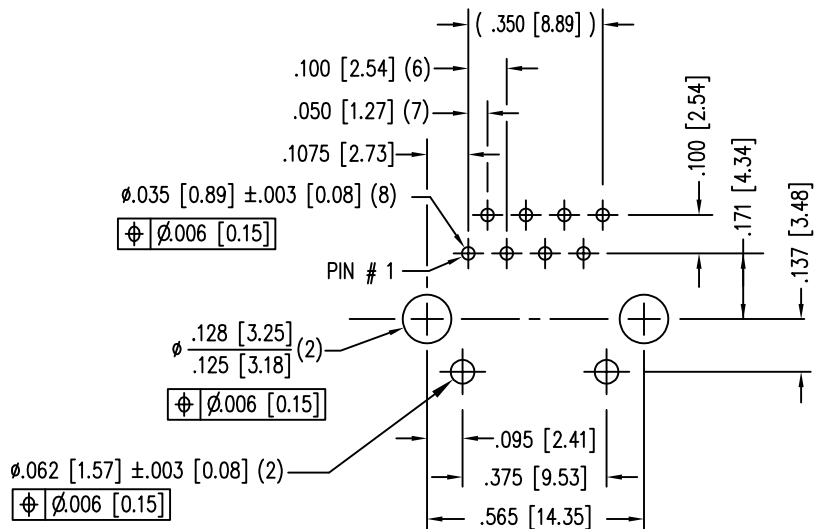 ( .350 [8.89] )
.100 [2.54] (6)
.050 [1.27] (7)
.1075 [2.73]
.100 [2.54]
.171 [4.34]
.137 [3.48]
ø.035 [0.89] ±.003 [0.08] (8)
⌖ Ø.006 [0.15]
PIN # 1
ø .128 [3.25]
.125 [3.18] (2)
⌖ Ø.006 [0.15]
.095 [2.41]
ø.062 [1.57] ±.003 [0.08] (2)
.375 [9.53]
⌖ Ø.006 [0.15]
.565 [14.35]